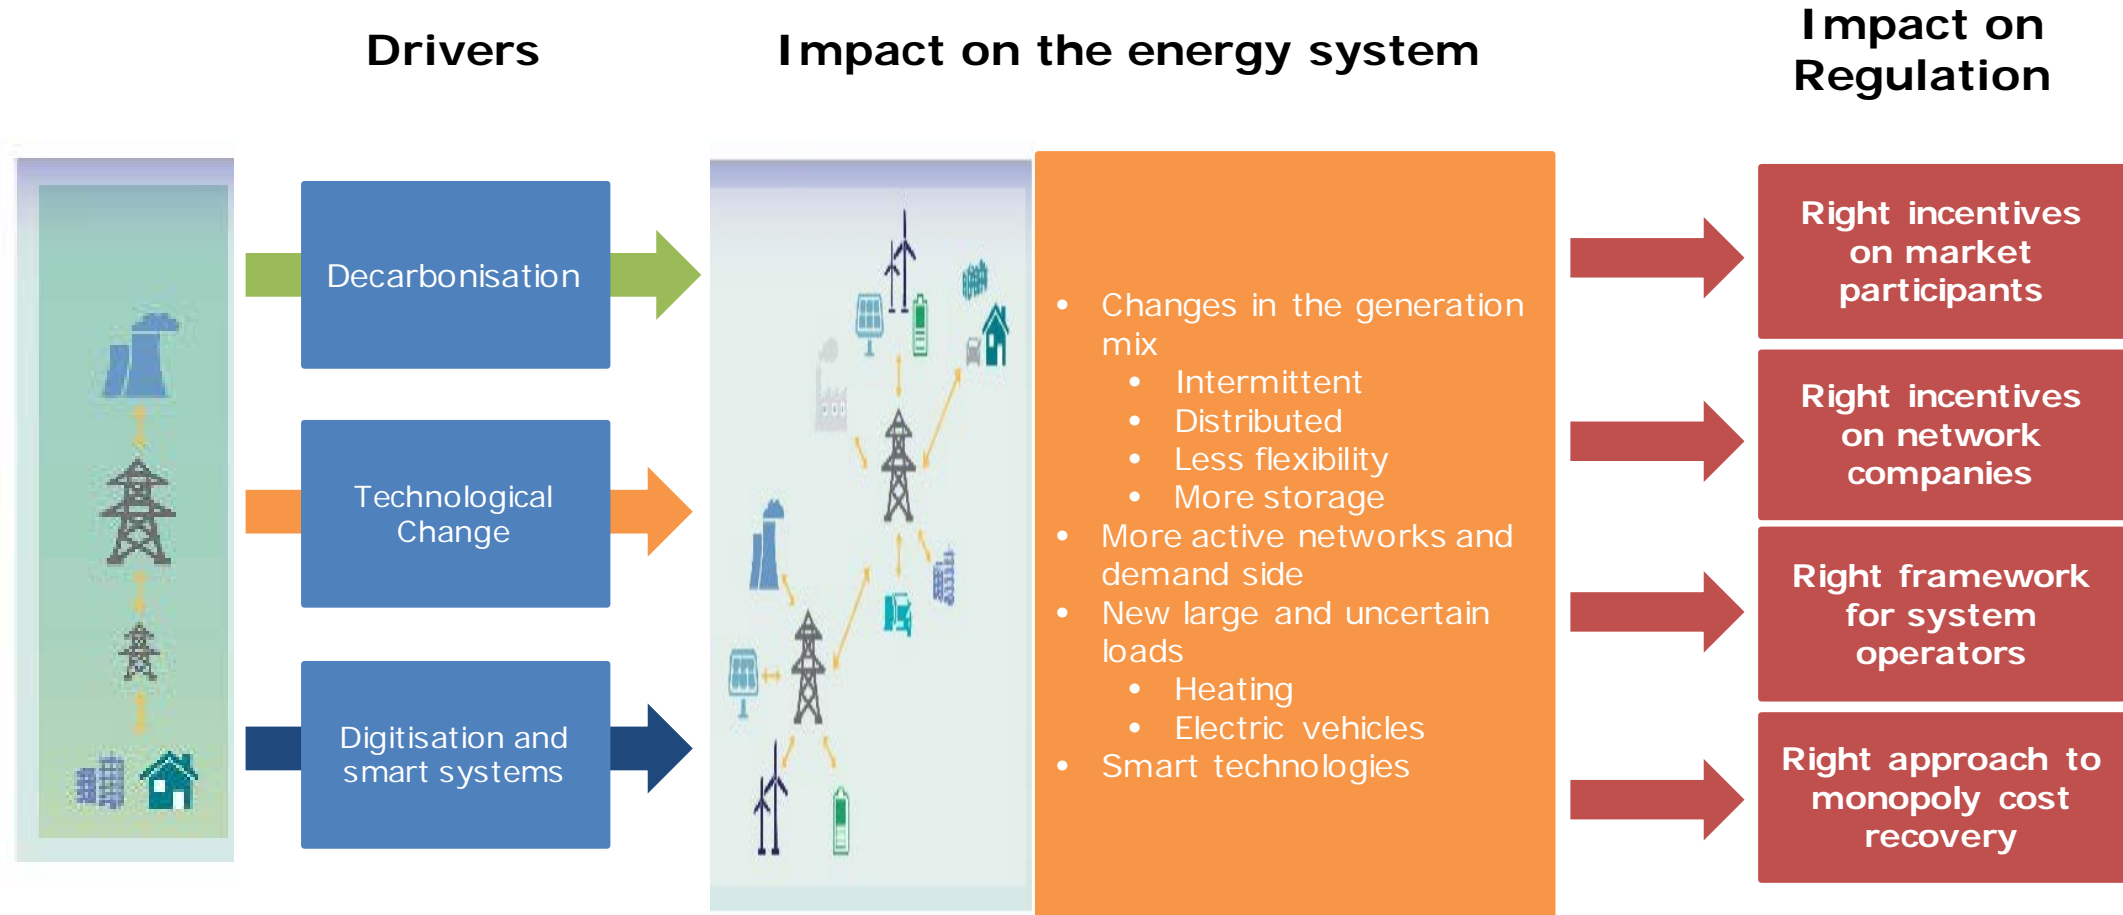 Drivers
Impact on the energy system
Impact on
Regulation
Decarbonisation
Technological
Change
Digitisation and
smart systems
• Changes in the generation
mix
• Intermittent
• Distributed
• Less flexibility
• More storage
• More active networks and
demand side
• New large and uncertain
loads
• Heating
• Electric vehicles
• Smart technologies
Right incentives
on market
participants
Right incentives
on network
companies
Right framework
for system
operators
Right approach to
monopoly cost
recovery